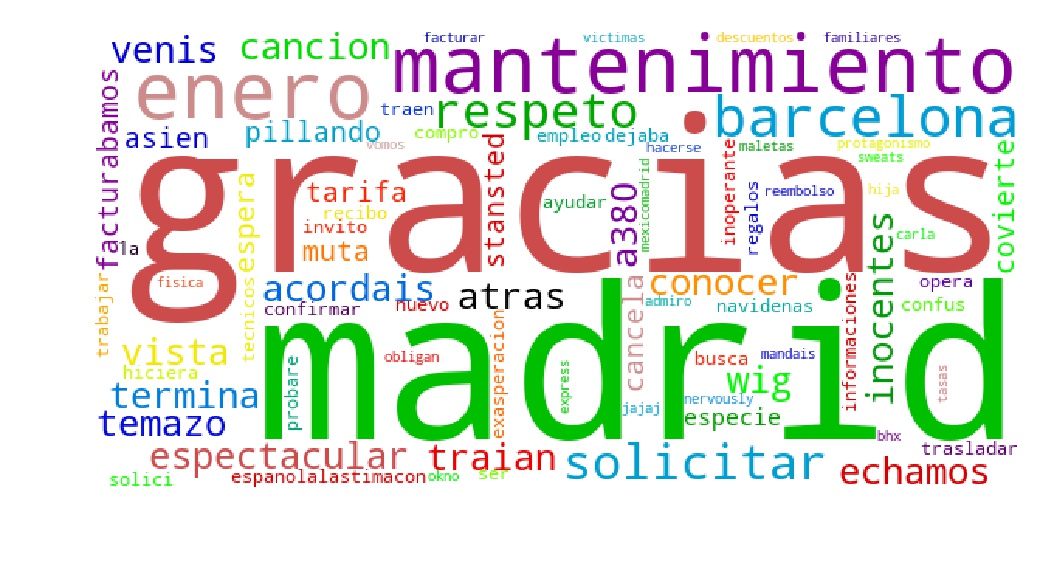 facturar victimas descuentos familiares
venis cancion mantenimiento
enero traen respeto barcelona
asien pillando compro empleo dejaba protagonismo
vomos hacerse maletas sweats
facturabamos gracias covierte
la espera tarifa stansted ayudar a380 mexicomadrid inoperante regalos reembolso hija
recibo
invito carla
muta inocentes
fisica acordais atras cancela conocer opera
trabajar tecnicos confirmar nuevo admiro navidenas informaciones confus
madrid
vista exasperacion obligan busca mandais
hiciera probare express wig tasas
termina jajaj nervously
temazo especie
bhx
espectacular traian solicitar trasladar
solici espanolalastimacon okno ser echamos